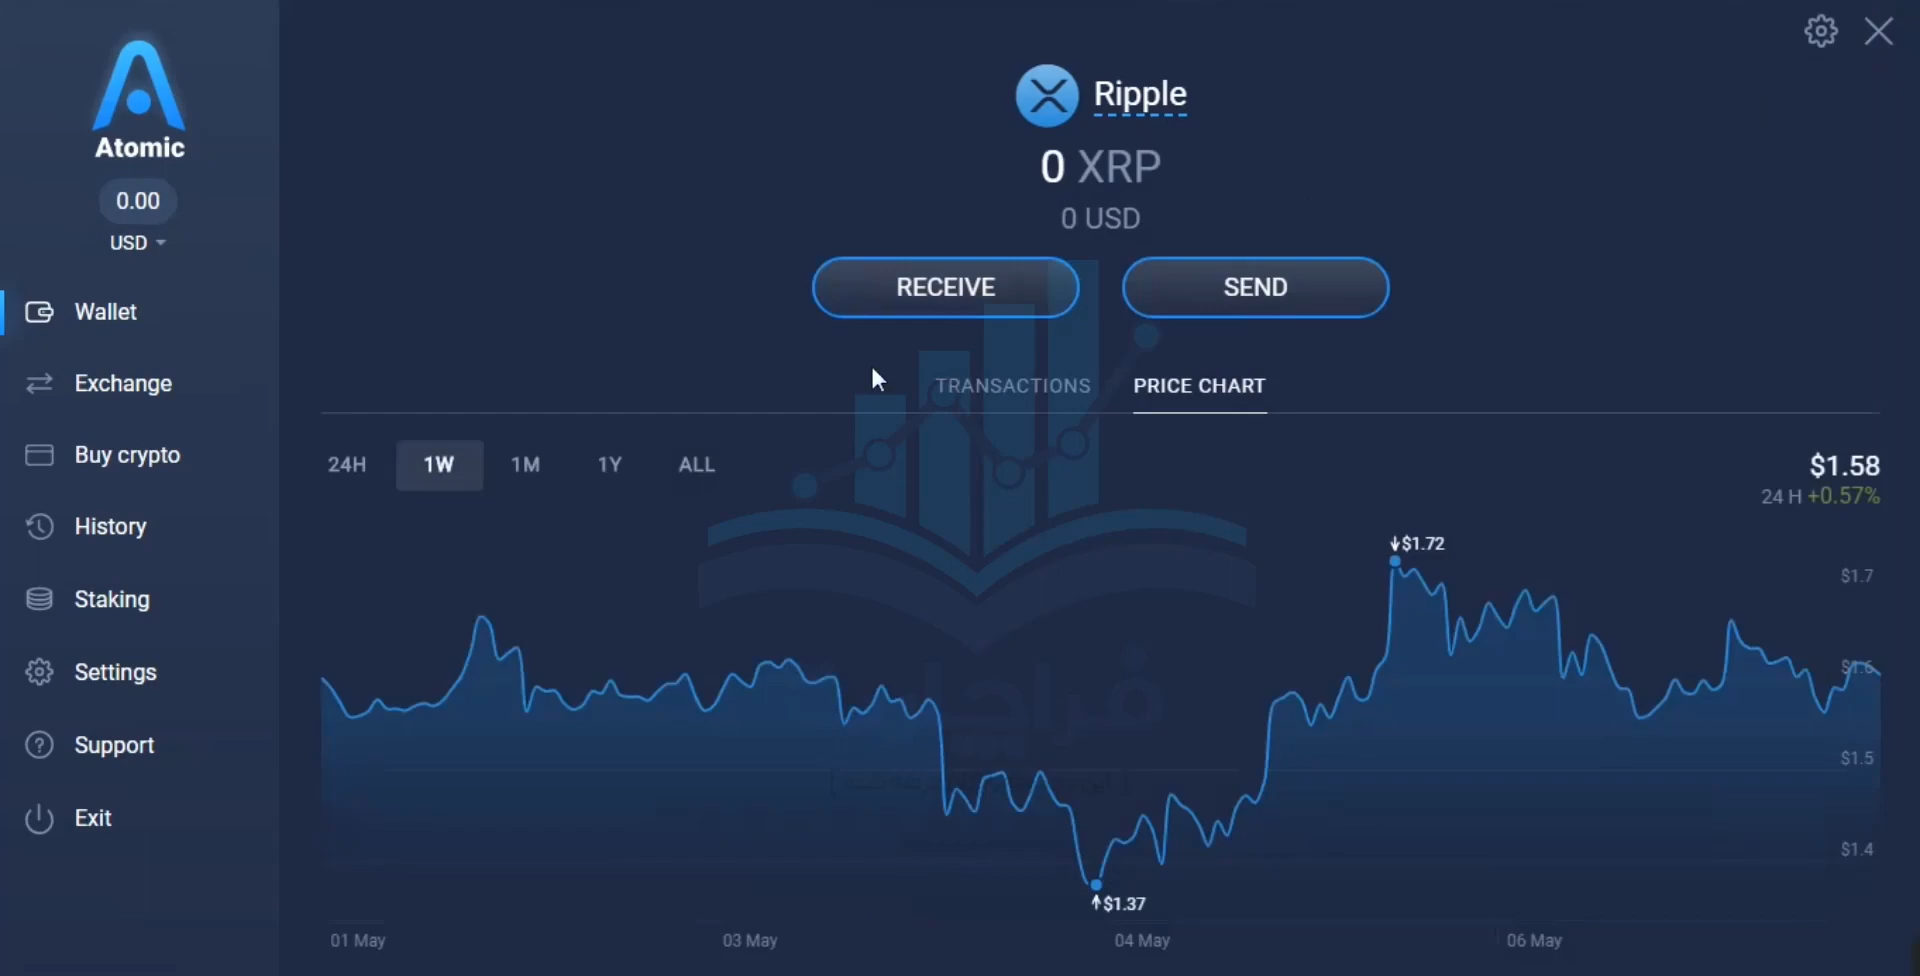 Atomic
0.00
USD
Wallet
Exchange
Buy crypto
History
Staking
Settings
Support
Exit
Ripple
0 XRP
0 USD
RECEIVE
SEND
TRANSACTIONS
PRICE CHART
24H
1W
1M
1Y
ALL
$1.58
24 H +0.57%
$1.72
$1.7
$1.6
$1.5
$1.4
$1.37
01 May
03 May
04 May
06 May